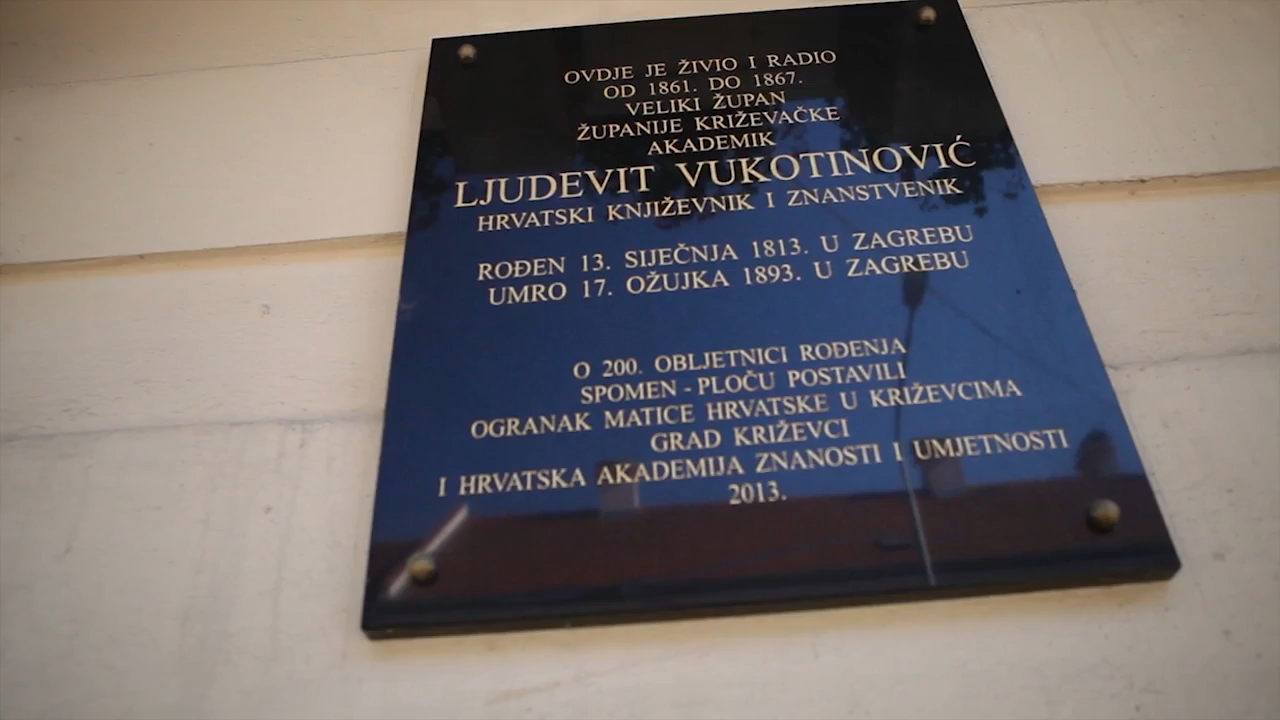 OVDJE JE ŽIVIO I RADIO
OD 1861. DO 1867.
VELIKI ŽUPAN
ŽUPANIJE KRIŽEVAČKE
AKADEMIK
LJUDEVIT VUKOTINOVIĆ
HRVATSKI KNJIŽEVNIK I ZNANSTVENIK
ROĐEN 13. SIJEČNJA 1813. U ZAGREBU
UMRO 17. OŽUJKA 1893. U ZAGREBU
O 200. OBLJETNICI ROĐENJA
SPOMEN - PLOČU POSTAVILI
OGRANAK MATICE HRVATSKE U KRIŽEVCIMA
GRAD KRIŽEVCI
I HRVATSKA AKADEMIJA ZNANOSTI I UMJETNOSTI
2013.